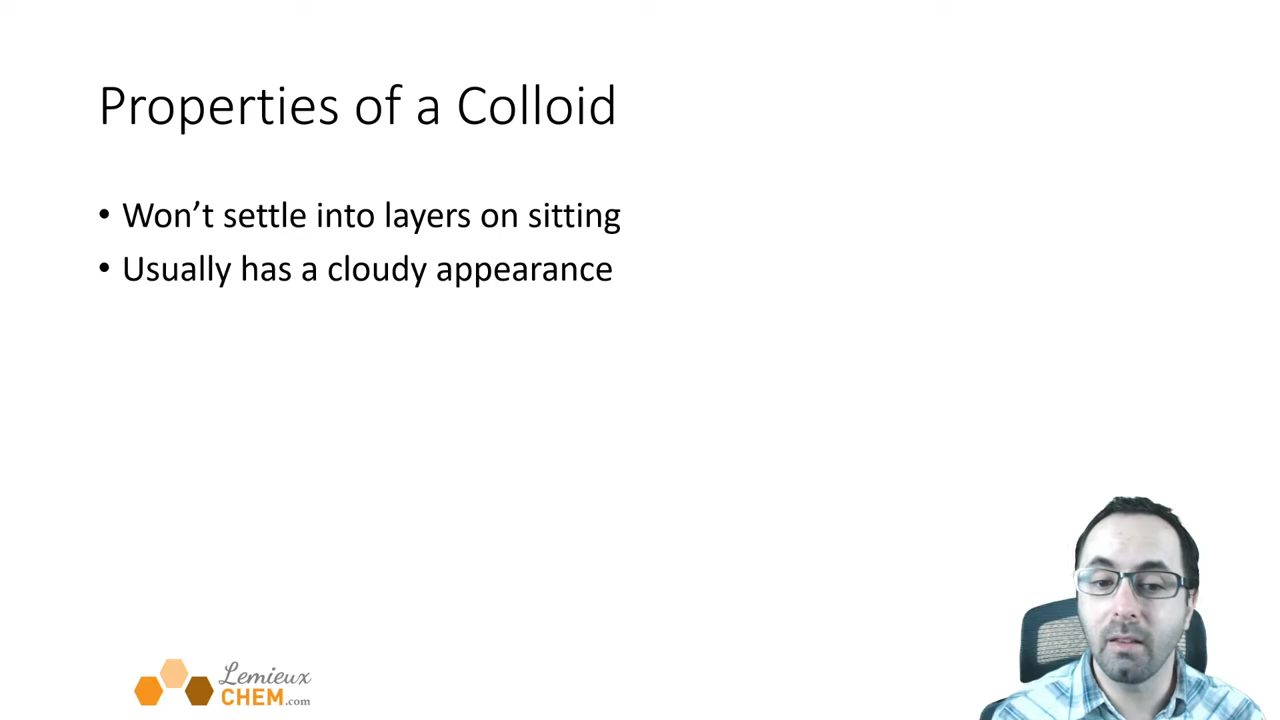 Properties of a Colloid
• Won’t settle into layers on sitting
• Usually has a cloudy appearance
Lemieux
CHEM.com